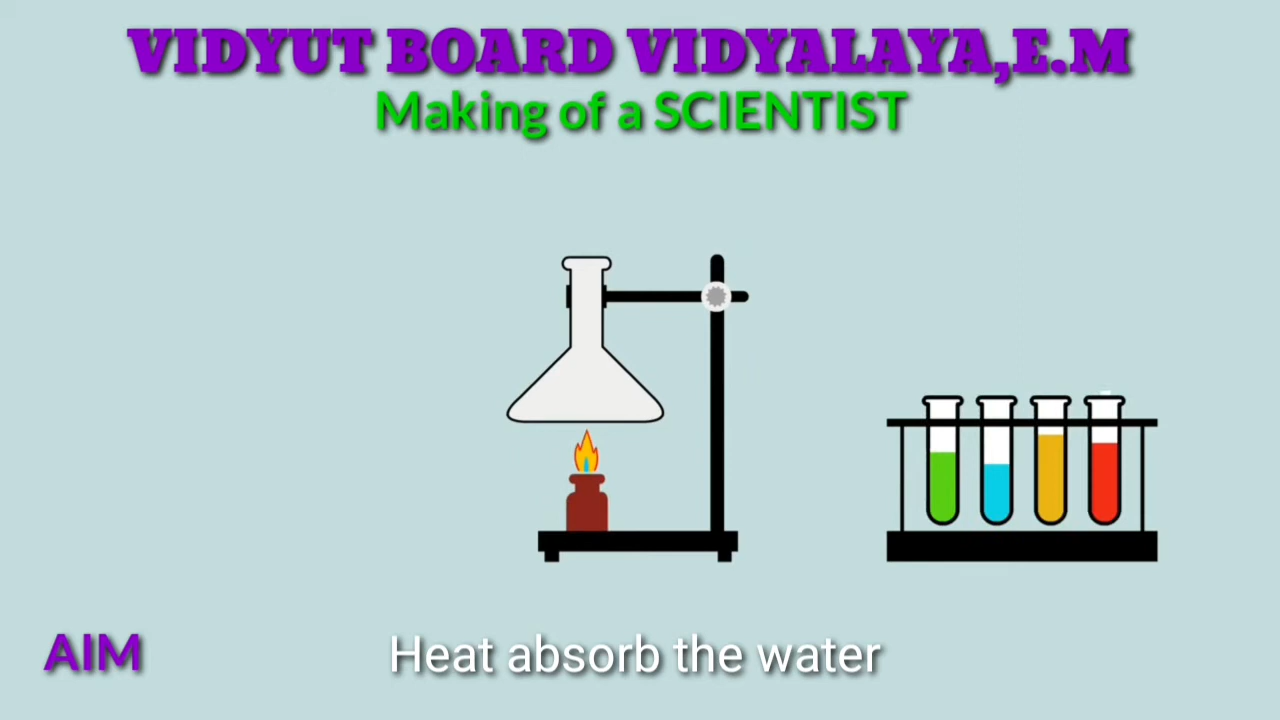 VIDYUT BOARD VIDYALAYA,E.M
Making of a SCIENTIST
AIM
Heat absorb the water